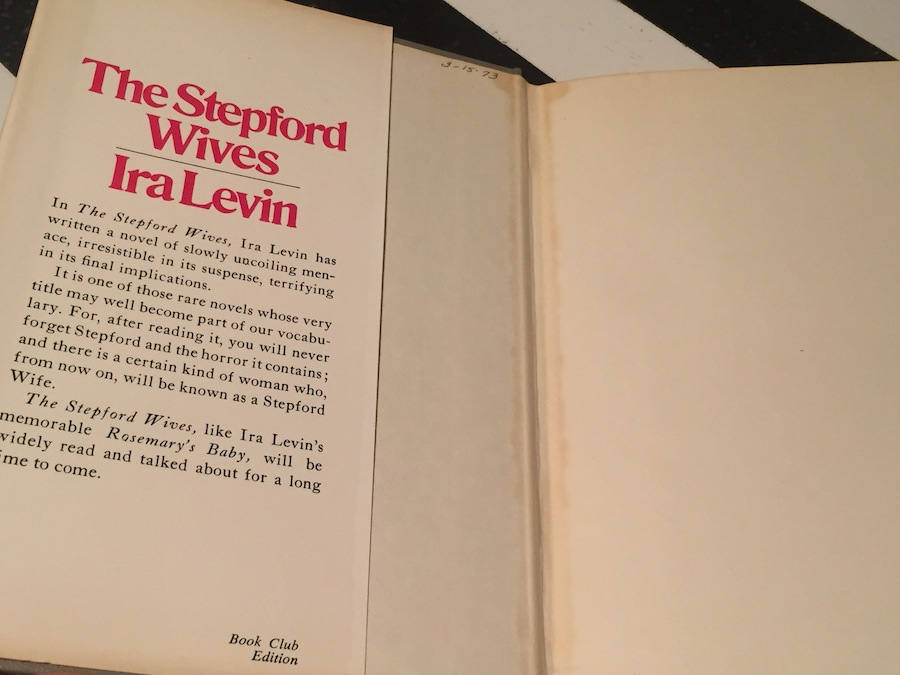 The Stepford
Wives
Ira Levin
In The Stepford Wives, Ira Levin has
written a novel of slowly uncoiling men-
ace, irresistible in its suspense, terrifying
in its final implications.
It is one of those rare novels whose very
title may well become part of our vocabu-
lary. For, after reading it, you will never
forget Stepford and the horror it contains;
and there is a certain kind of woman who,
from now on, will be known as a Stepford
Wife.
The Stepford Wives, like Ira Levin's
memorable Rosemary's Baby, will be
widely read and talked about for a long
ime to come.
Book Club
Edition
3-15-73